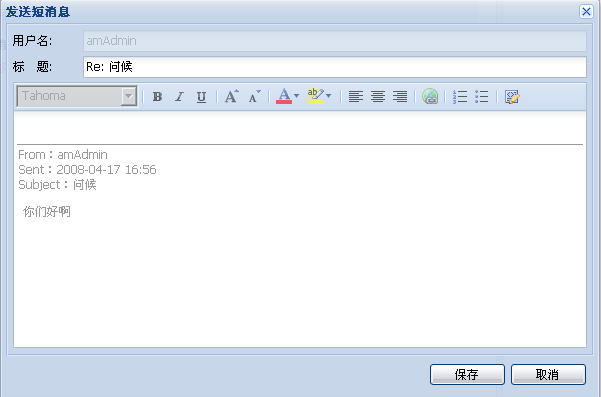 发送短消息
用户名: amAdmin
标 题: Re: 问候
Tahoma B I U A A A ab
From：amAdmin
Sent：2008-04-17 16:56
Subject：问候
你们好啊
保存 取消